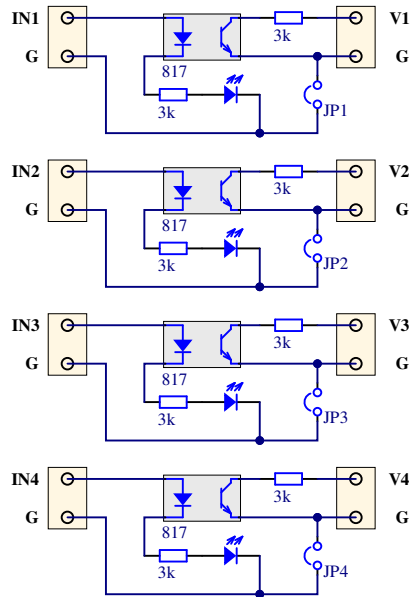 IN1 V1
3k
G G
817
3k JP1
IN2 V2
3k
G G
817
3k JP2
IN3 V3
3k
G G
817
3k JP3
IN4 V4
3k
G G
817
3k JP4